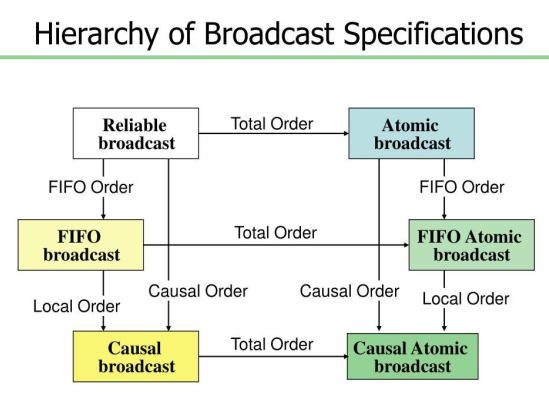 Hierarchy of Broadcast Specifications
Reliable
broadcast
Total Order
Atomic
broadcast
FIFO Order
FIFO Order
FIFO
broadcast
Total Order
FIFO Atomic
broadcast
Local Order
Causal Order
Causal Order
Local Order
Causal
broadcast
Total Order
Causal Atomic
broadcast